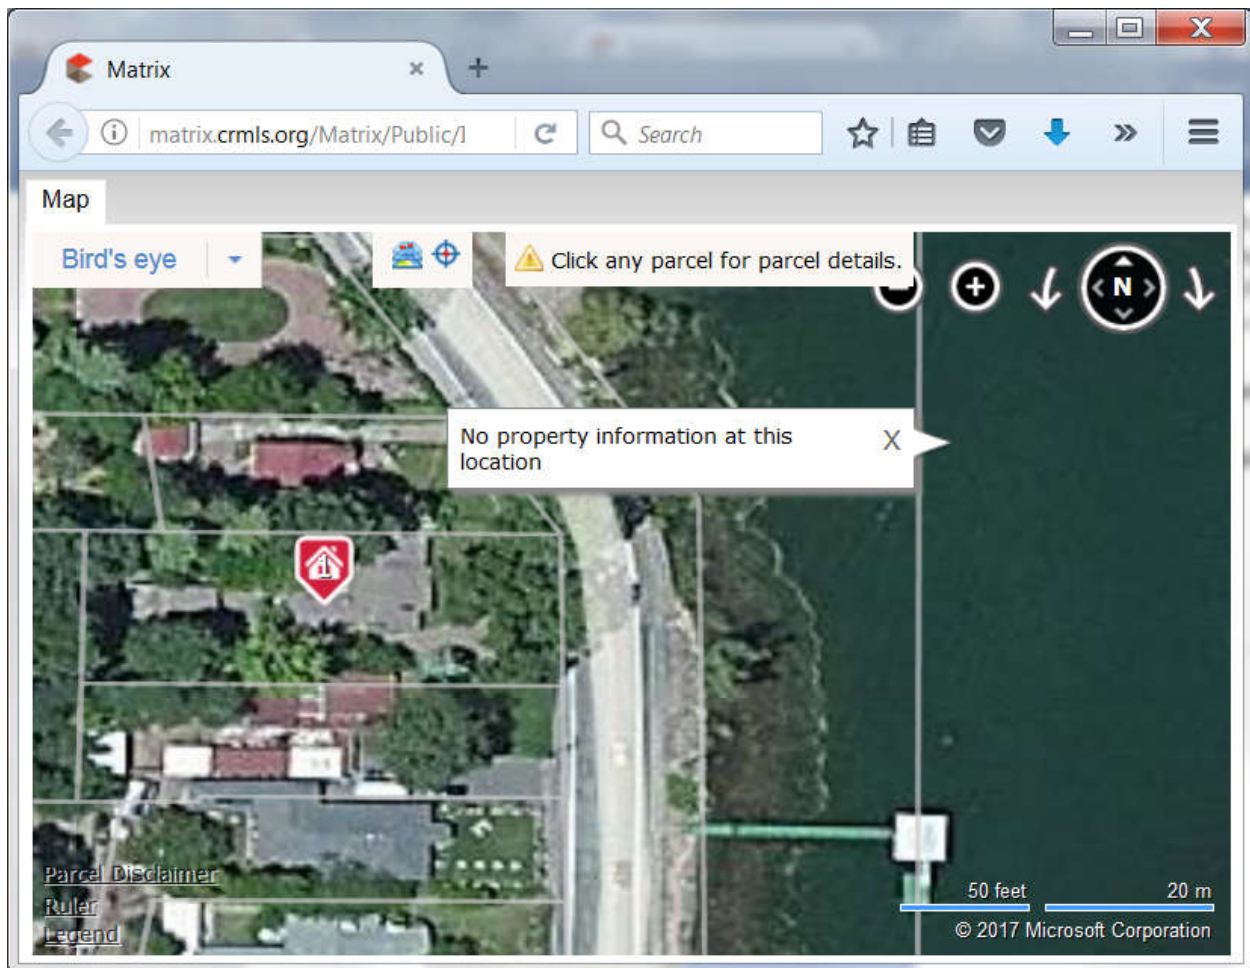 Matrix
matrix.crmls.org/Matrix/Public/I
Search
Map
Bird's eye
Click any parcel for parcel details.
N
No property information at this
location
X
1
Parcel Disclaimer
Ruler
Legend
50 feet
20 m
© 2017 Microsoft Corporation